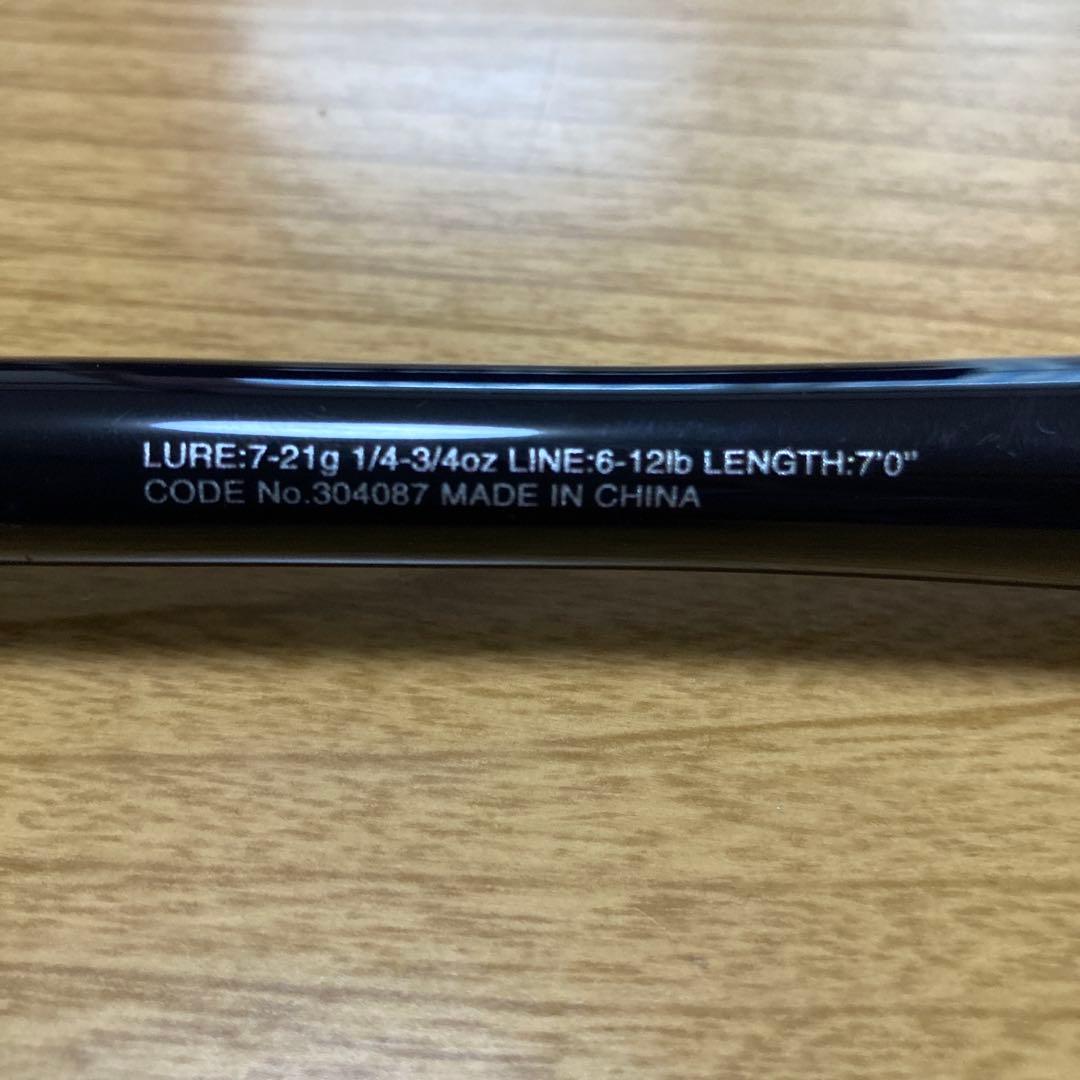 LURE:7-21g 1/4-3/4oz LINE:6-12lb LENGTH:7'0"
CODE No.304087 MADE IN CHINA